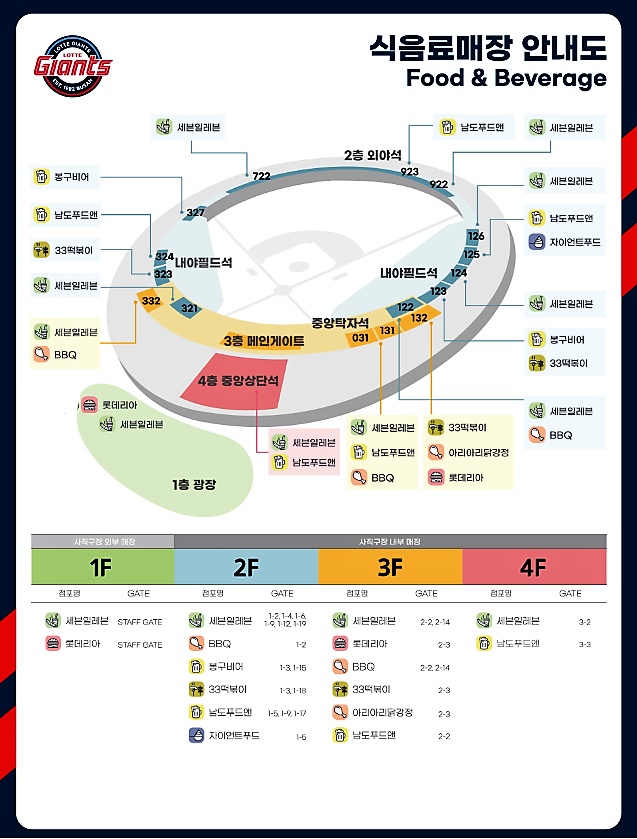 LOTTE GIANTS
LOTTE
Giants
EST. 1982 BUSAN
식음료매장 안내도
Food & Beverage
세븐일레븐
남도푸드앤
세븐일레븐
2층 외야석
722
923
922
봉구비어
세븐일레븐
327
남도푸드앤
남도푸드앤
126
33떡볶이
324
내야필드석
125
자이언트푸드
323
내야필드석
124
세븐일레븐
123
332
321
122
세븐일레븐
중앙탁자석
132
세븐일레븐
131
031
봉구비어
BBQ
3층 메인게이트
33떡볶이
4층 중앙상단석
롯데리아
세븐일레븐
세븐일레븐
BBQ
세븐일레븐
남도푸드앤
세븐일레븐
남도푸드앤
BBQ
33떡볶이
아리아리닭강정
롯데리아
1층 광장
사직구장 외부 매장
사직구장 내부 매장
1F
2F
3F
4F
점포명 GATE 점포명 GATE 점포명 GATE 점포명 GATE
세븐일레븐 STAFF GATE
롯데리아 STAFF GATE
세븐일레븐 1-2, 1-4, 1-6, 1-9, 1-12, 1-19
BBQ 1-2
봉구비어 1-3, 1-15
33떡볶이 1-3, 1-18
남도푸드앤 1-5, 1-9, 1-17
자이언트푸드 1-5
세븐일레븐 2-2, 2-14
롯데리아 2-3
BBQ 2-2, 2-14
33떡볶이 2-3
아리아리닭강정 2-3
남도푸드앤 2-2
세븐일레븐 3-2
남도푸드앤 3-3